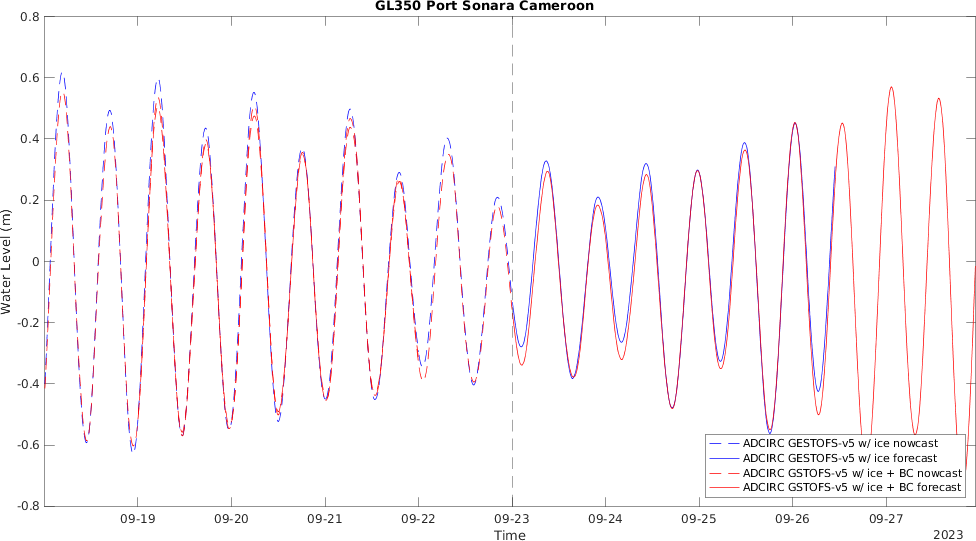 GL350 Port Sonara Cameroon
0.8
0.6
0.4
0.2
0
-0.2
-0.4
-0.6
-0.8
Water Level (m)
ADCIRC GESTOFS-v5 w/ ice nowcast
ADCIRC GESTOFS-v5 w/ ice forecast
ADCIRC GSTOFS-v5 w/ ice + BC nowcast
ADCIRC GSTOFS-v5 w/ ice + BC forecast
09-19 09-20 09-21 09-22 09-23 09-24 09-25 09-26 09-27
Time
2023